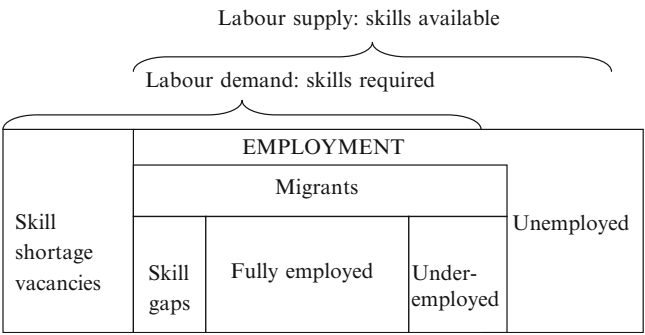 Labour supply: skills available
Labour demand: skills required
EMPLOYMENT
Migrants
Skill
shortage
vacancies
Skill
gaps
Fully employed
Under-
employed
Unemployed